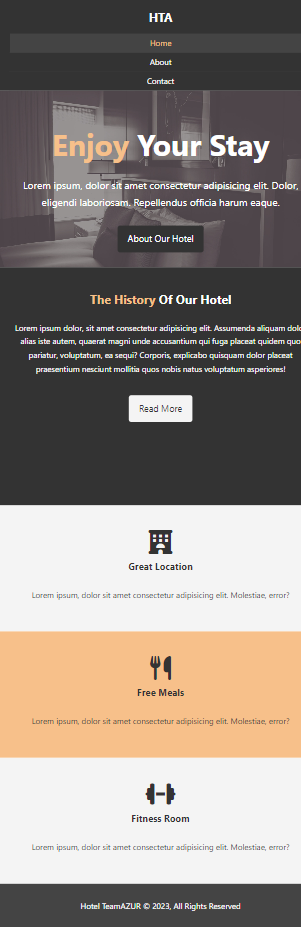 HTA
Home
About
Contact
Enjoy Your Stay
Lorem ipsum, dolor sit amet consectetur adipisicing elit. Dolor,
eligendi laboriosam. Repellendus officia harum eaque.
About Our Hotel
The History Of Our Hotel
Lorem ipsum dolor, sit amet consectetur adipisicing elit. Assumenda aliquam
alias iste autem, quaerat magni unde accusantium qui fuga placeat quidem quo
pariatur, voluptatum, ea sequi? Corporis, explicabo quisquam dolor placeat
praesentium nesciunt mollitia quos nobis natus voluptatum asperiores!
Read More
Great Location
Lorem ipsum, dolor sit amet consectetur adipisicing elit. Molestiae, error?
Free Meals
Lorem ipsum, dolor sit amet consectetur adipisicing elit. Molestiae, error?
Fitness Room
Lorem ipsum, dolor sit amet consectetur adipisicing elit. Molestiae, error?
Hotel TeamAZUR © 2023, All Rights Reserved